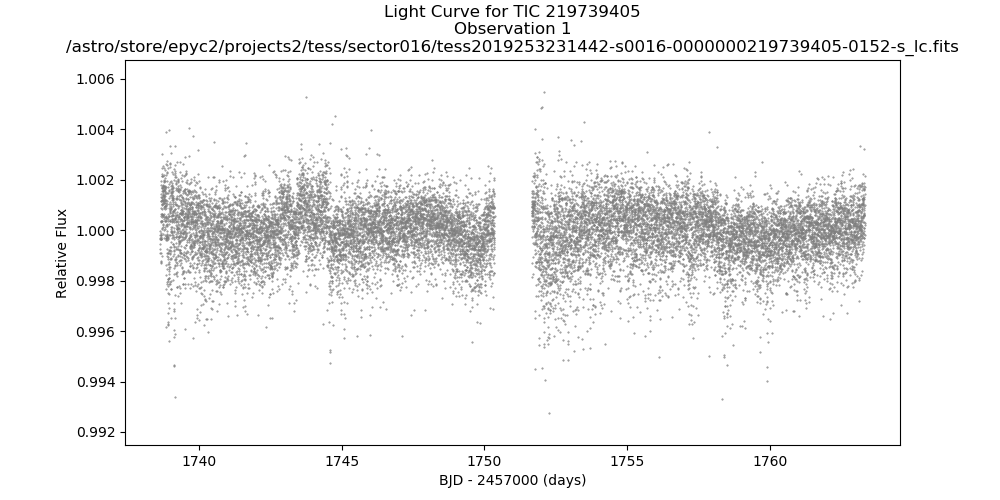 Light Curve for TIC 219739405
Observation 1
/astro/store/epyc2/projects2/tess/sector016/tess2019253231442-s0016-0000000219739405-0152-s_lc.fits
1.006
1.004
1.002
1.000
0.998
0.996
0.994
0.992
Relative Flux
1740
1745
1750
1755
1760
BJD - 2457000 (days)